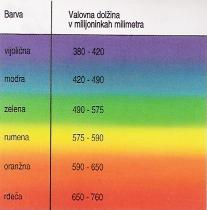 Barva Valovna dolžina
v milijoninkah milimetra
vijolična 380 - 420
modra 420 - 490
zelena 490 - 575
rumena 575 - 590
oranžna 590 - 650
rdeča 650 - 760